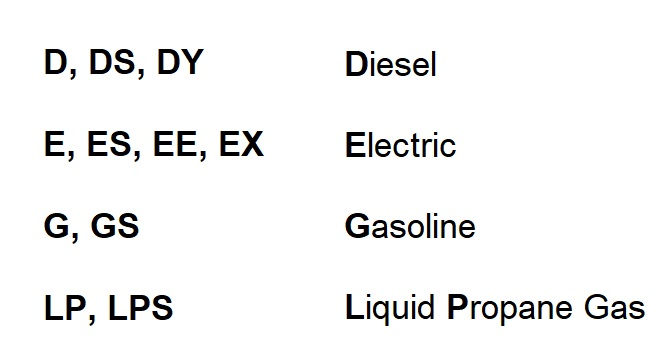 D, DS, DY Diesel
E, ES, EE, EX Electric
G, GS Gasoline
LP, LPS Liquid Propane Gas